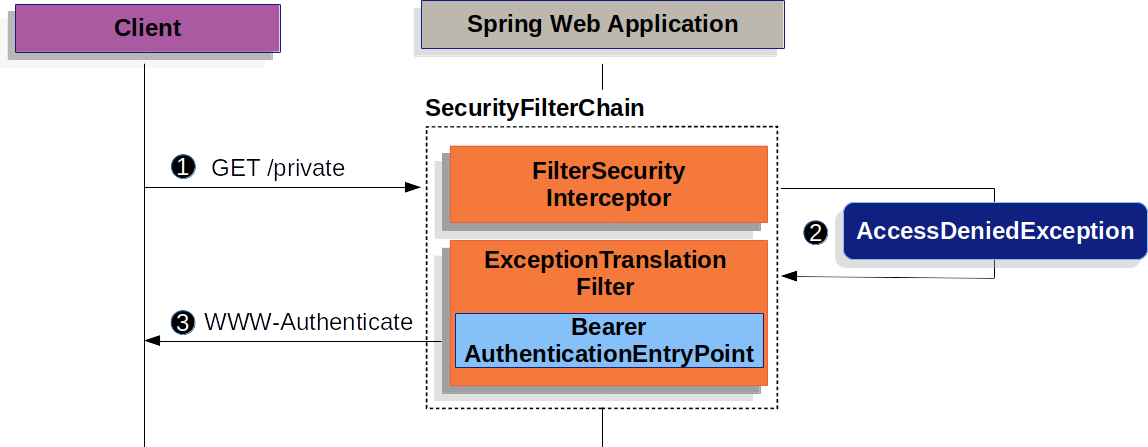 Client
Spring Web Application
SecurityFilterChain
1 GET /private
FilterSecurity
Interceptor
2 AccessDeniedException
ExceptionTranslation
Filter
3 WWW-Authenticate
Bearer
AuthenticationEntryPoint